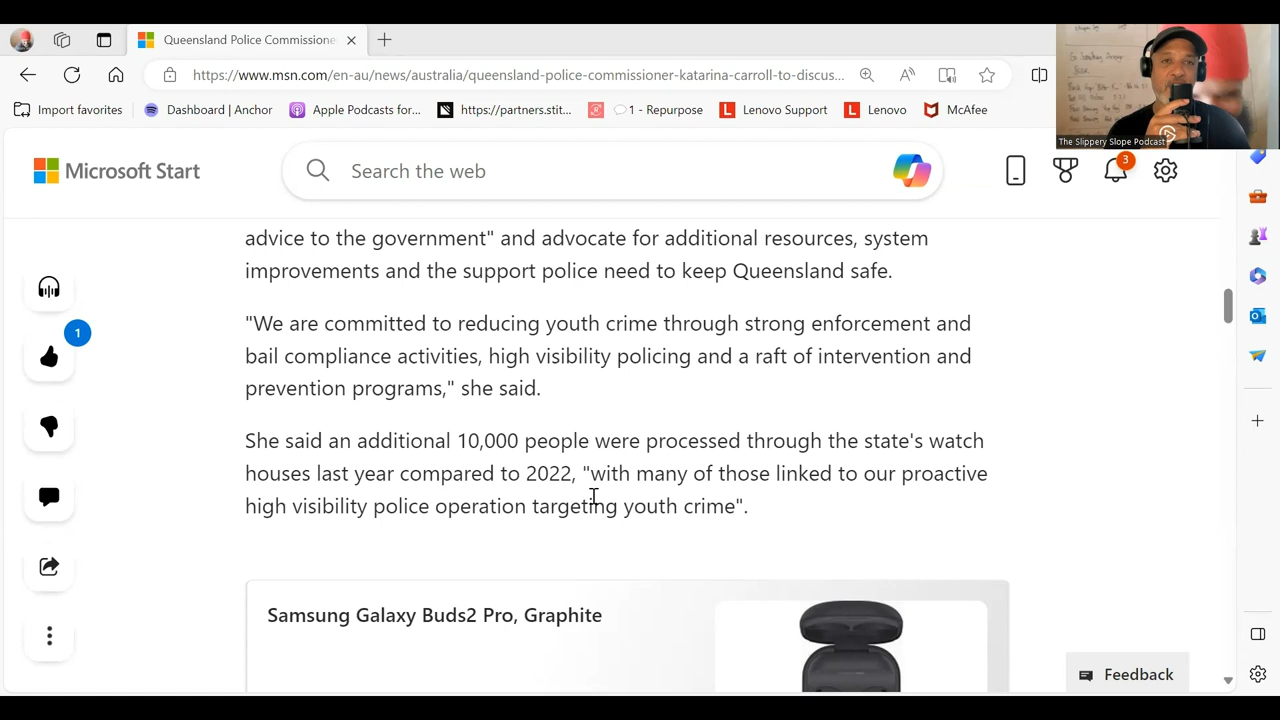 Queensland Police Commissione
https://www.msn.com/en-au/news/australia/queensland-police-commissioner-katarina-carroll-to-discus...
Import favorites
Dashboard | Anchor
Apple Podcasts for...
https://partners.stit...
1 - Repurpose
Lenovo Support
Lenovo
McAfee
The Slippery Slope Podcast
Microsoft Start
Search the web
3
advice to the government" and advocate for additional resources, system
improvements and the support police need to keep Queensland safe.
1
"We are committed to reducing youth crime through strong enforcement and
bail compliance activities, high visibility policing and a raft of intervention and
prevention programs," she said.
She said an additional 10,000 people were processed through the state's watch
houses last year compared to 2022, "with many of those linked to our proactive
high visibility police operation targeting youth crime".
Samsung Galaxy Buds2 Pro, Graphite
Feedback